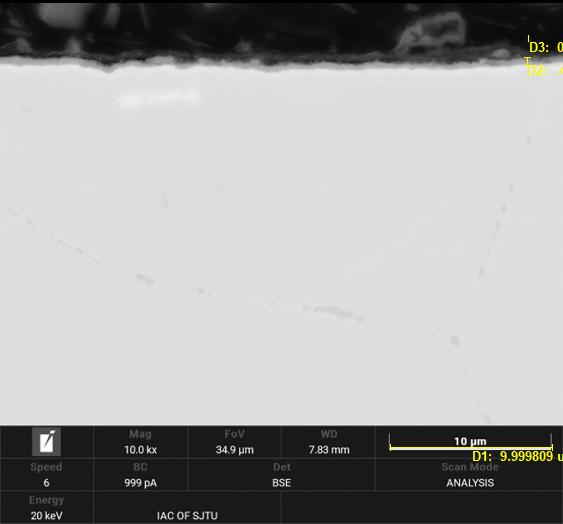 D3: 0
D2:
Mag
10.0 kx
FoV
34.9 µm
WD
7.83 mm
10 µm
D1: 9.999809 u
Speed
6
BC
999 pA
Det
BSE
Scan Mode
ANALYSIS
Energy
20 keV
IAC OF SJTU